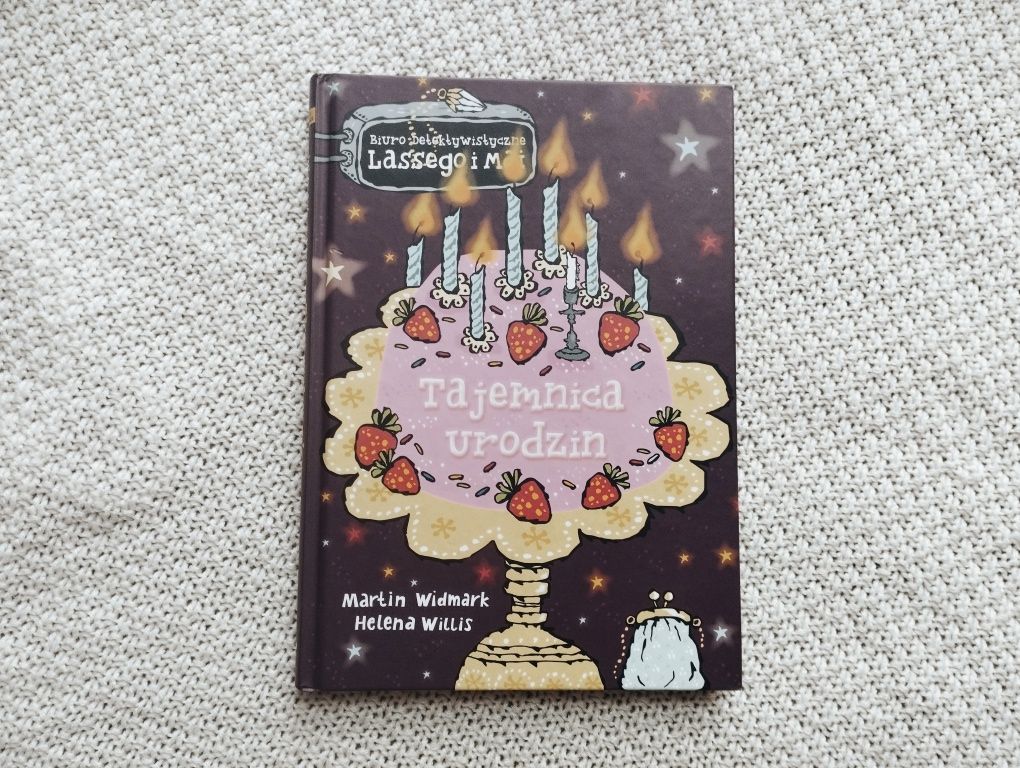 Biuro Detektywistyczne
Lassego i Mai
Tajemnica
urodzin
Martin Widmark
Helena Willis